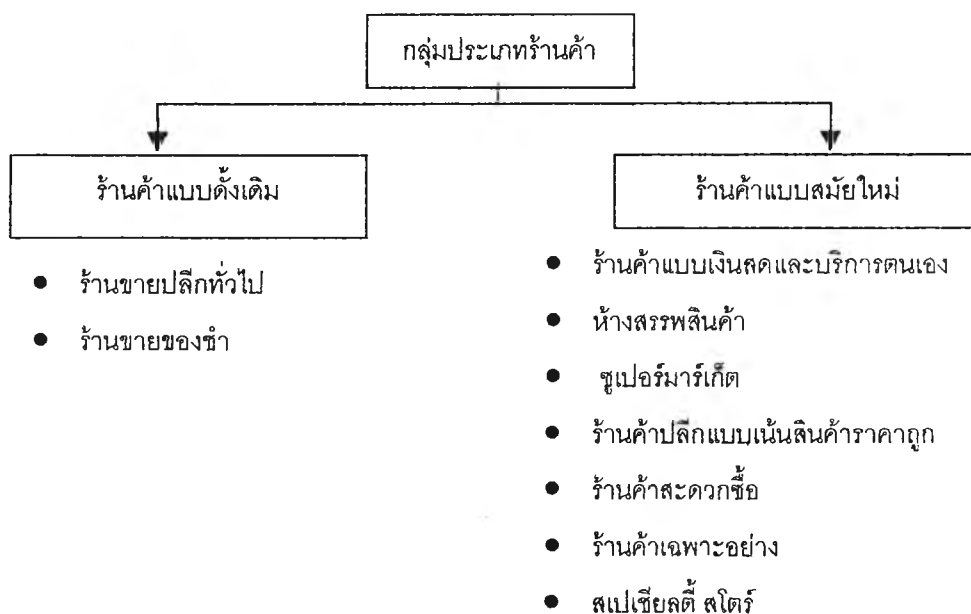 กลุ่มประเภทร้านค้า
ร้านค้าแบบดั้งเดิม
ร้านค้าแบบสมัยใหม่
● ร้านขายปลีกทั่วไป
● ร้านขายของชำ
● ร้านค้าแบบเงินสดและบริการตนเอง
● ห้างสรรพสินค้า
● ซูเปอร์มาร์เก็ต
● ร้านค้าปลีกแบบเน้นสินค้าราคาถูก
● ร้านค้าสะดวกซื้อ
● ร้านค้าเฉพาะอย่าง
● สเปเชียลตี้ สโตร์